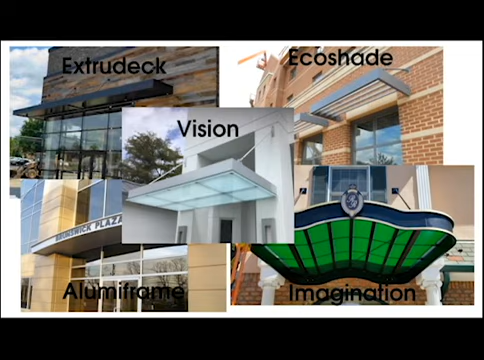 Extrudeck
Ecoshade
Vision
BRUNSWICK PLAZA
Alumiframe
Imagination